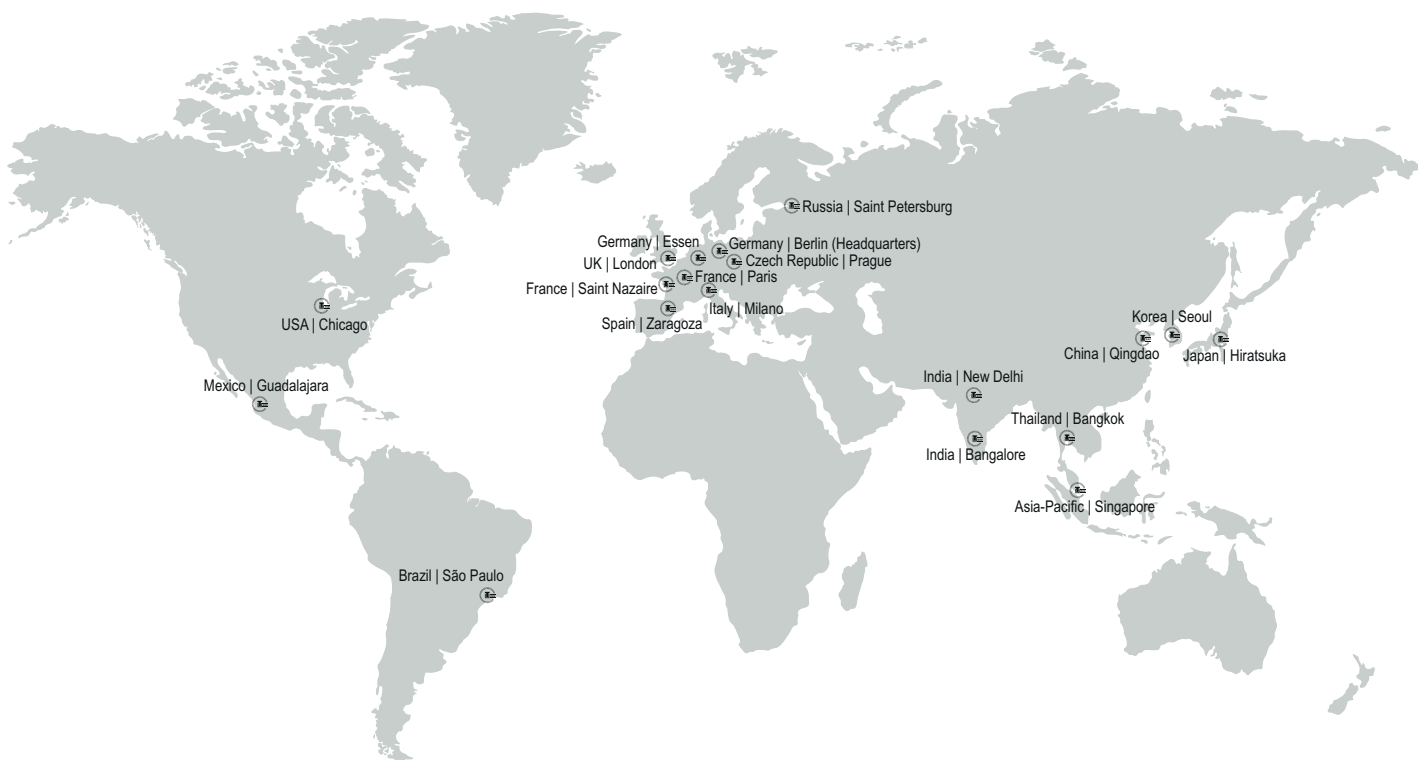 Russia | Saint Petersburg
Germany | Essen
Germany | Berlin (Headquarters)
UK | London
Czech Republic | Prague
France | Paris
France | Saint Nazaire
Italy | Milano
Spain | Zaragoza
USA | Chicago
Korea | Seoul
China | Qingdao
Japan | Hiratsuka
Mexico | Guadalajara
India | New Delhi
Thailand | Bangkok
India | Bangalore
Asia-Pacific | Singapore
Brazil | São Paulo